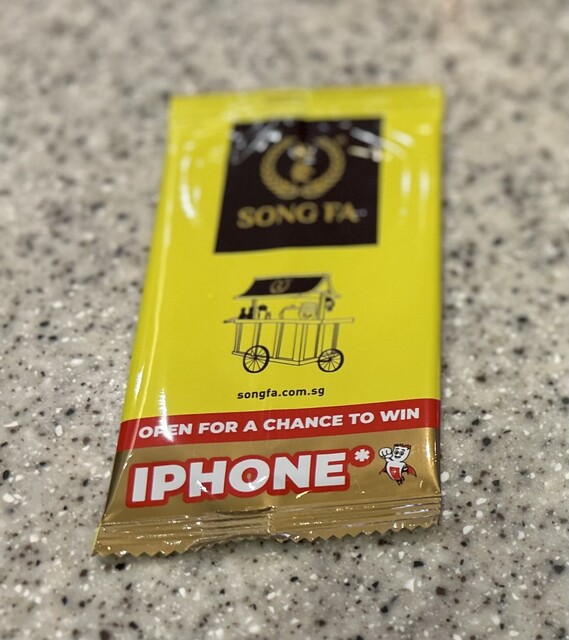 SONG FA
songfa.com.sg
OPEN FOR A CHANCE TO WIN
IPHONE*